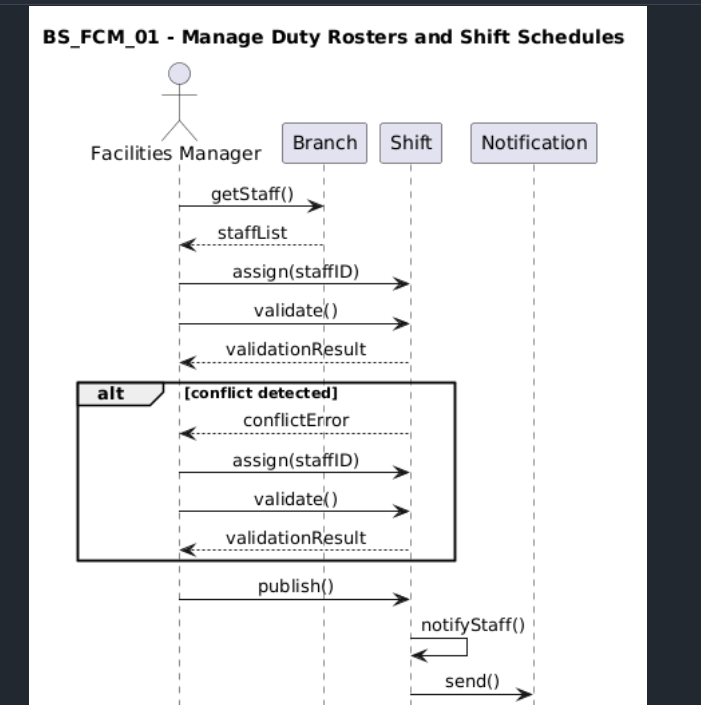 BS_FCM_01 - Manage Duty Rosters and Shift Schedules
Facilities Manager
Branch
Shift
Notification
getStaff()
staffList
assign(staffID)
validate()
validationResult
alt
[conflict detected]
conflictError
assign(staffID)
validate()
validationResult
publish()
notifyStaff()
send()